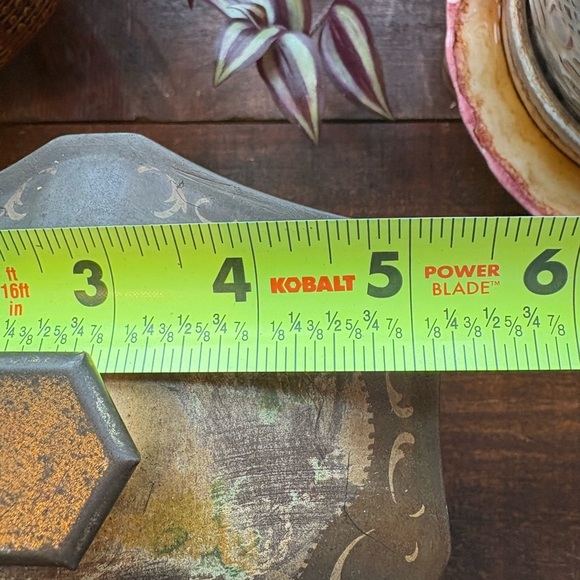 ft
16ft
in
3 4 KOBALT 5 POWER BLADE™ 6
1/4 3/8 1/2 5/8 3/4 7/8 1/8 1/4 3/8 1/2 5/8 3/4 7/8 1/8 1/4 3/8 1/2 5/8 3/4 7/8 1/8 1/4 3/8 1/2 5/8 3/4 7/8